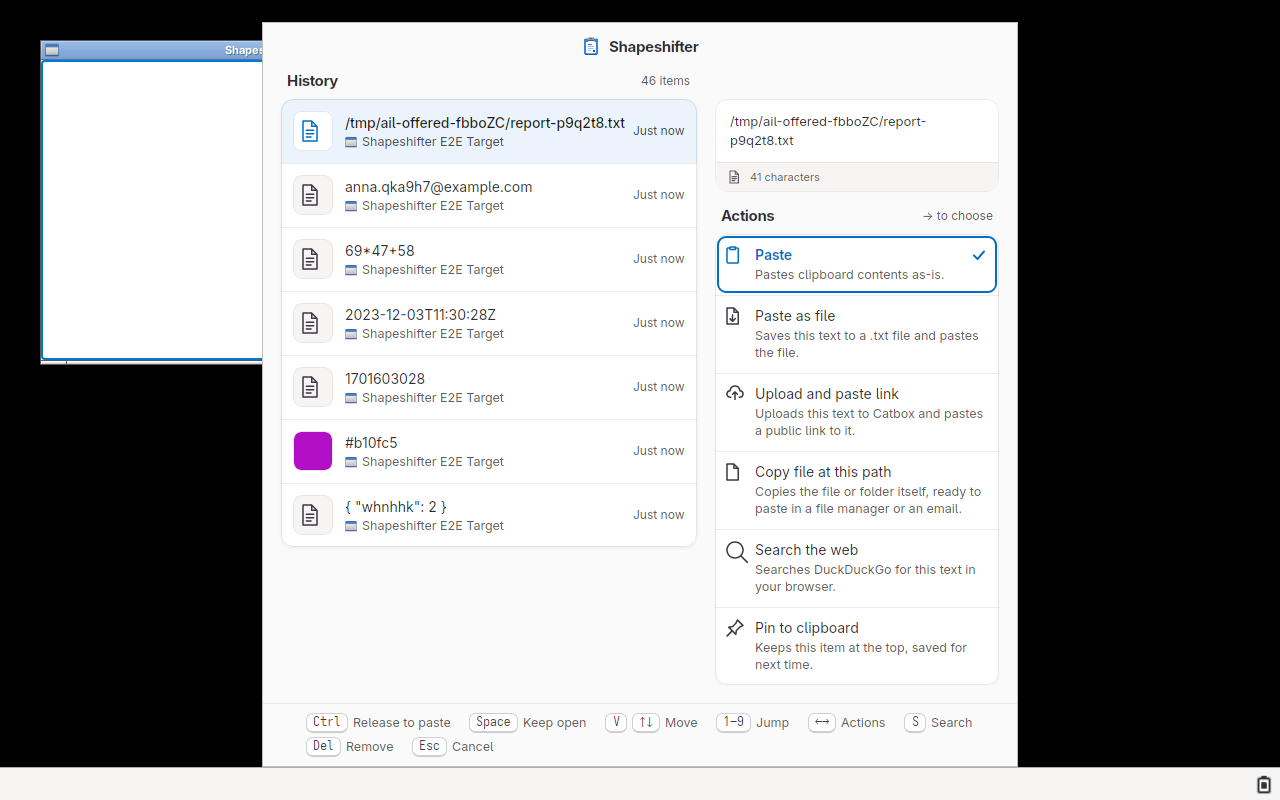 Shapes
Shapeshifter
History
46 items
/tmp/ail-offered-fbboZC/report-p9q2t8.txt
Shapeshifter E2E Target
Just now
anna.qka9h7@example.com
Shapeshifter E2E Target
Just now
69*47+58
Shapeshifter E2E Target
Just now
2023-12-03T11:30:28Z
Shapeshifter E2E Target
Just now
1701603028
Shapeshifter E2E Target
Just now
#b10fc5
Shapeshifter E2E Target
Just now
{ "whnhhk": 2 }
Shapeshifter E2E Target
Just now
/tmp/ail-offered-fbboZC/report-
p9q2t8.txt
41 characters
Actions
→ to choose
Paste
Pastes clipboard contents as-is.
Paste as file
Saves this text to a .txt file and pastes
the file.
Upload and paste link
Uploads this text to Catbox and pastes
a public link to it.
Copy file at this path
Copies the file or folder itself, ready to
paste in a file manager or an email.
Search the web
Searches DuckDuckGo for this text in
your browser.
Pin to clipboard
Keeps this item at the top, saved for
next time.
Ctrl Release to paste Space Keep open V ↑↓ Move 1–9 Jump ←→ Actions S Search
Del Remove Esc Cancel